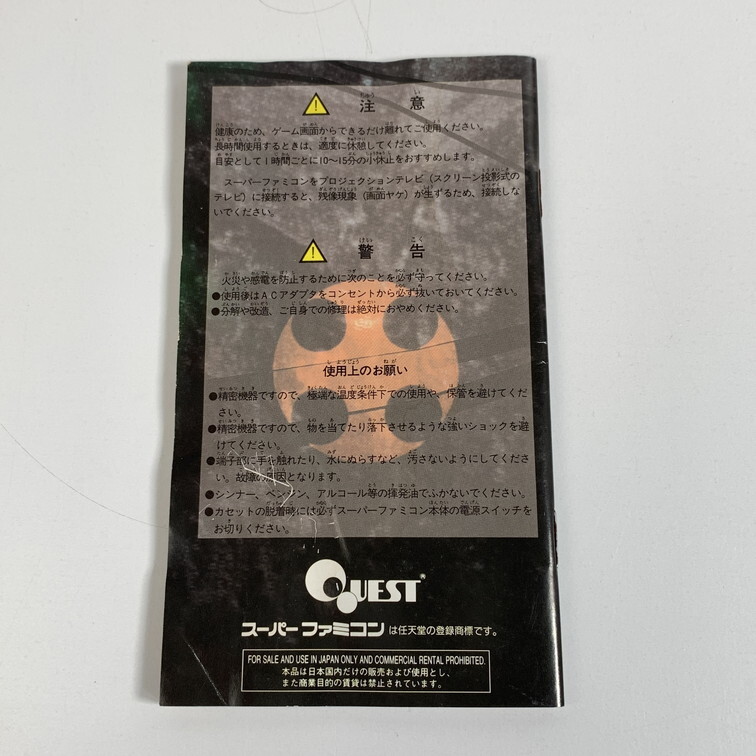 注意
健康のため、ゲーム画面からできるだけ離れてご使用ください。
長時間使用するときは、適度に休憩してください。
目安として1時間ごとに10〜15分の小休止をおすすめします。
スーパーファミコンをプロジェクションテレビ（スクリーン投影式の
テレビ）に接続すると、残像現象（画面ヤケ）が生ずるため、接続しな
いでください。
警告
火災や感電を防止するために次のことを必ず守ってください。
●使用後はACアダプタをコンセントから必ず抜いておいてください。
●分解や改造、ご自身での修理は絶対におやめください。
使用上のお願い
●精密機器ですので、極端な温度条件下での使用や、保管を避けてくだ
さい。
●精密機器ですので、物を当てたり落下させるような強いショックを避
けてください。
●端子部に手を触れたり、水にぬらすなど、汚さないようにしてくださ
い。故障の原因となります。
●シンナー、ベンジン、アルコール等の揮発油でふかないでください。
●カセットの脱着時には必ずスーパーファミコン本体の電源スイッチを
お切りください。
QUEST®
スーパーファミコンは任天堂の登録商標です。
FOR SALE AND USE IN JAPAN ONLY AND COMMERCIAL RENTAL PROHIBITED.
本品は日本国内だけの販売および使用とし、
また商業目的の賃貸は禁止されています。